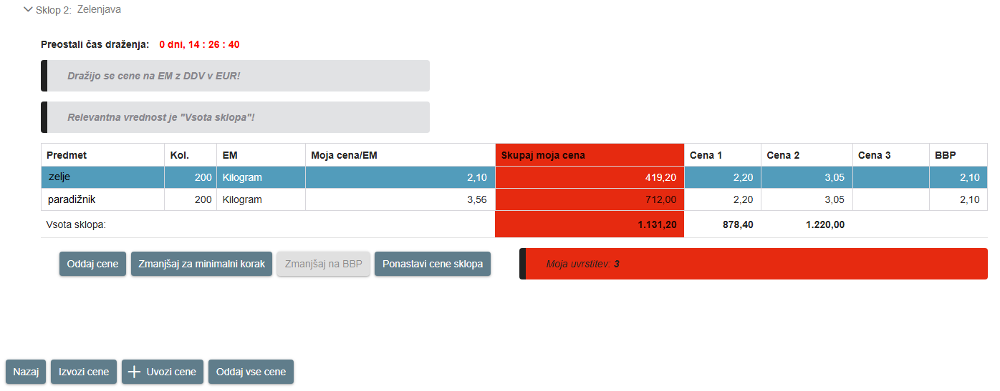 Sklop 2: Zelenjava
Preostali čas draženja: 0 dni, 14 : 26 : 40
Dražijo se cene na EM z DDV v EUR!
Relevantna vrednost je "Vsota sklopa"!
Predmet Kol. EM Moja cena/EM Skupaj moja cena Cena 1 Cena 2 Cena 3 BBP
zelje 200 Kilogram 2,10 419,20 2,20 3,05 2,10
paradižnik 200 Kilogram 3,56 712,00 2,20 3,05 2,10
Vsota sklopa: 1.131,20 878,40 1.220,00
Oddaj cene Zmanjšaj za minimalni korak Zmanjšaj na BBP Ponastavi cene sklopa Moja uvrstitev: 3
Nazaj Izvozi cene Uvozi cene Oddaj vse cene